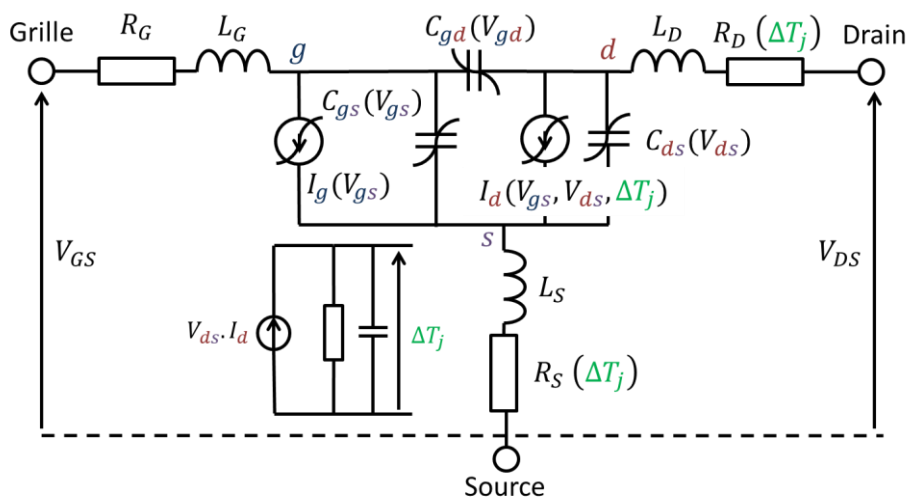 Grille
R_G
L_G
g
C_gd(V_gd)
d
L_D
R_D (ΔT_j)
Drain
C_gs(V_gs)
C_ds(V_ds)
I_g(V_gs)
I_d(V_gs, V_ds, ΔT_j)
s
V_GS
V_DS
L_S
V_ds.I_d
ΔT_j
R_S (ΔT_j)
Source